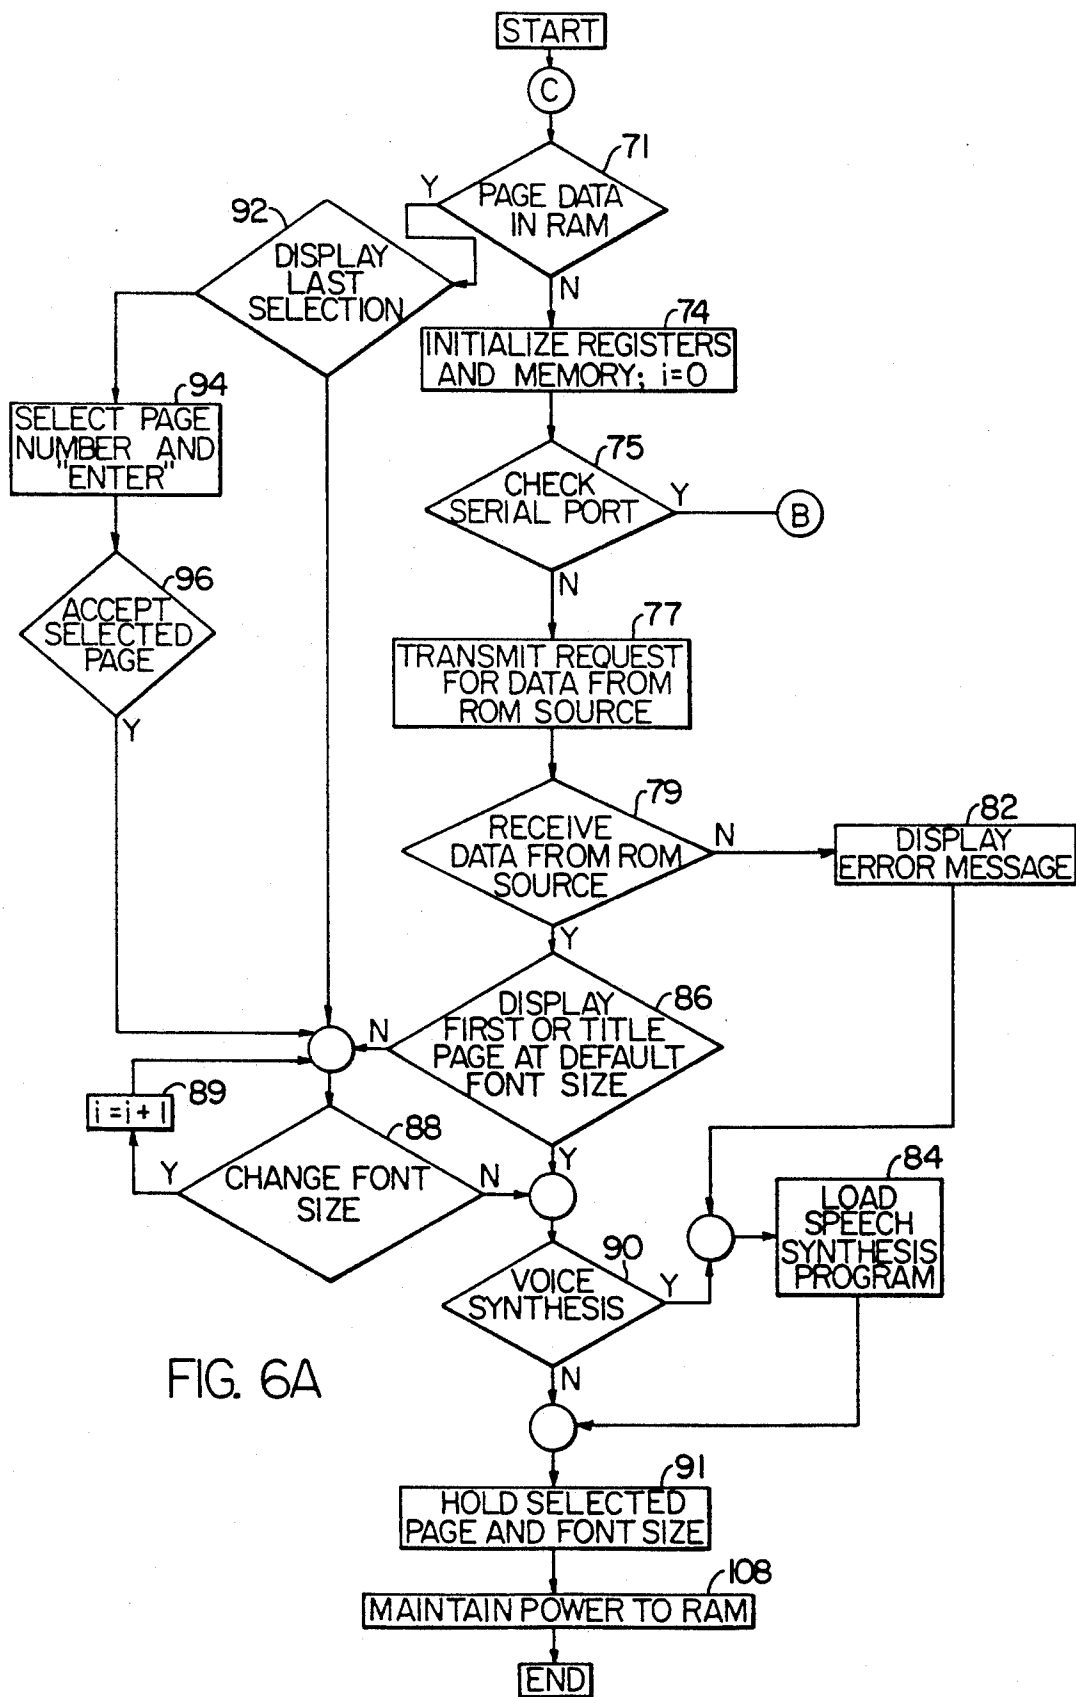 START
C
71
Y
PAGE DATA
IN RAM
N
92
DISPLAY
LAST
SELECTION
74
INITIALIZE REGISTERS
AND MEMORY; i=0
94
SELECT PAGE
NUMBER AND
"ENTER"
75
CHECK
SERIAL PORT
Y
B
N
96
ACCEPT
SELECTED
PAGE
Y
77
TRANSMIT REQUEST
FOR DATA FROM
ROM SOURCE
79
RECEIVE
DATA FROM ROM
SOURCE
N
82
DISPLAY
ERROR MESSAGE
Y
86
DISPLAY
FIRST OR TITLE
PAGE AT DEFAULT
FONT SIZE
N
Y
89
i=i+1
88
Y
CHANGE FONT
SIZE
N
84
LOAD
SPEECH
SYNTHESIS
PROGRAM
90
VOICE
SYNTHESIS
Y
N
FIG. 6A
91
HOLD SELECTED
PAGE AND FONT SIZE
108
MAINTAIN POWER TO RAM
END